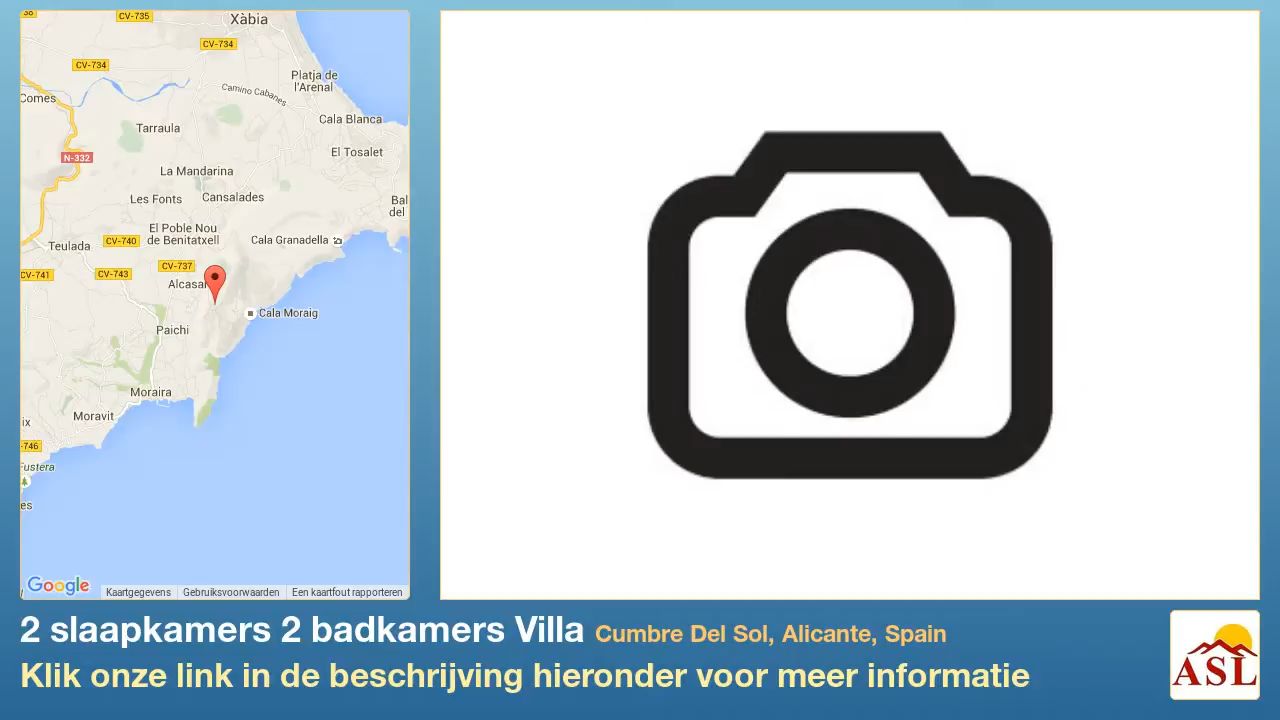 38
CV-735
Xàbia
CV-734
CV-734
Platja de
l'Arenal
Camino Cabanes
Comes
Cala Blanca
Tarraula
El Tosalet
N-332
La Mandarina
Les Fonts
Cansalades
Bal
del
El Poble Nou
de Benitatxell
Teulada
CV-740
Cala Granadella
CV-737
CV-741
CV-743
Alcasar
Cala Moraig
Paichi
Moraira
Moravit
ix
-746
Fustera
es
Google
Kaartgegevens
Gebruiksvoorwaarden
Een kaartfout rapporteren
2 slaapkamers 2 badkamers Villa Cumbre Del Sol, Alicante, Spain
Klik onze link in de beschrijving hieronder voor meer informatie
ASL